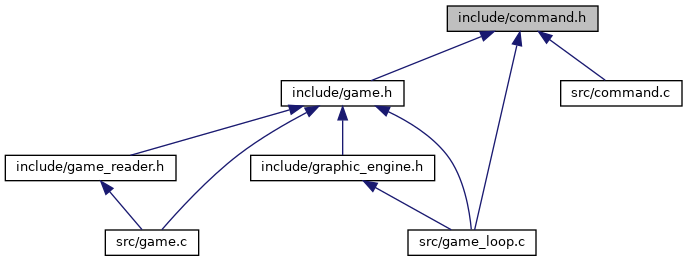 include/command.h
include/game.h
src/command.c
include/game_reader.h
include/graphic_engine.h
src/game.c
src/game_loop.c